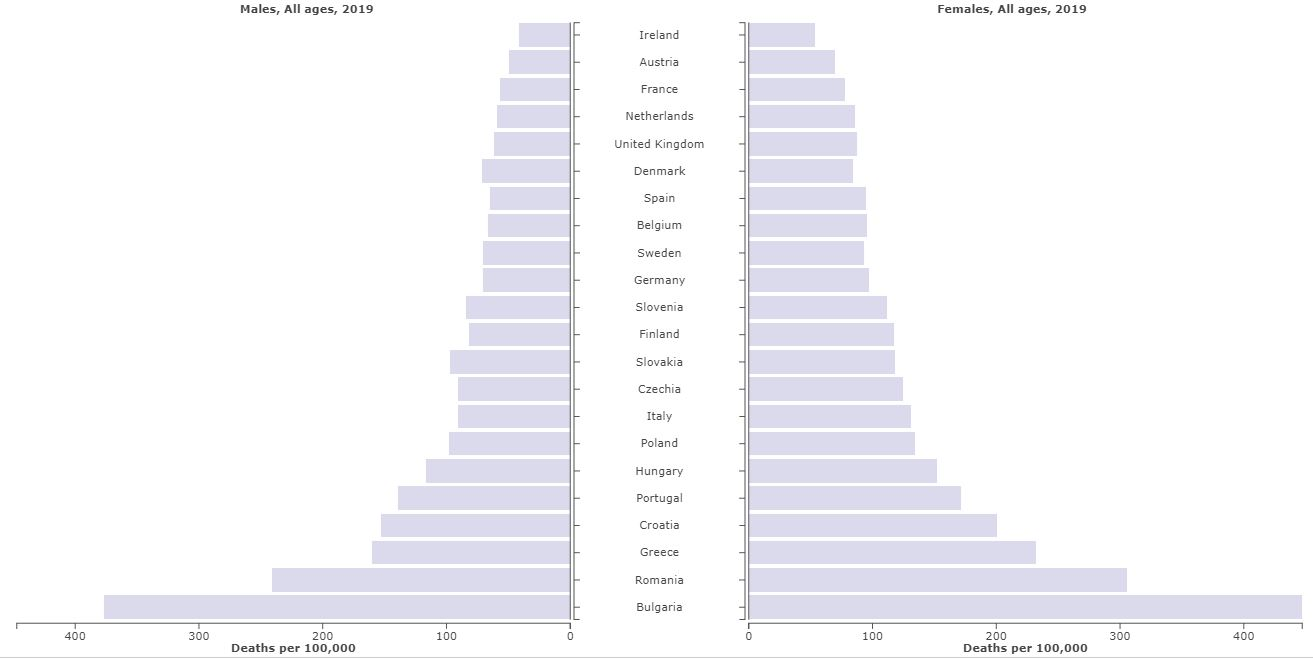 Males, All ages, 2019
Females, All ages, 2019
Ireland
Austria
France
Netherlands
United Kingdom
Denmark
Spain
Belgium
Sweden
Germany
Slovenia
Finland
Slovakia
Czechia
Italy
Poland
Hungary
Portugal
Croatia
Greece
Romania
Bulgaria
400 300 200 100 0
0 100 200 300 400
Deaths per 100,000
Deaths per 100,000